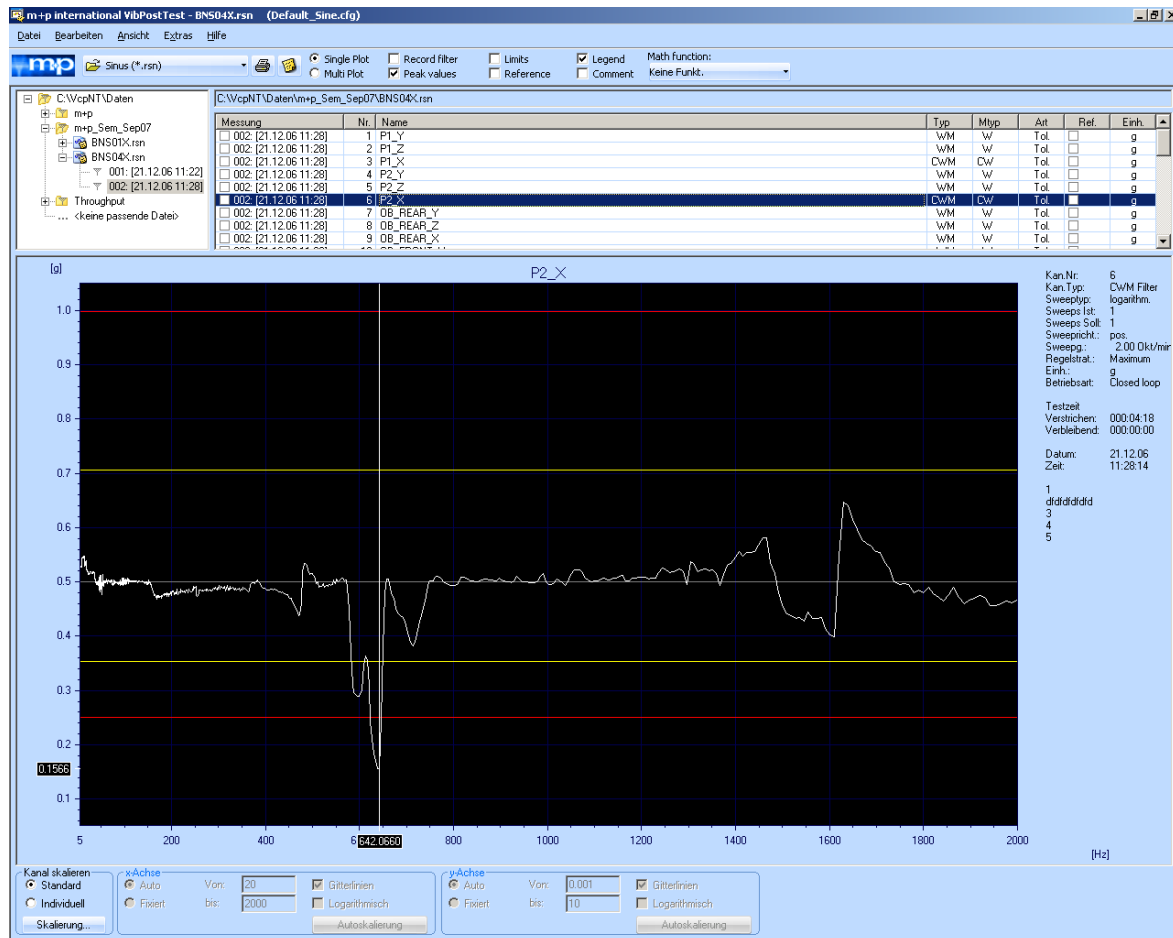 m+p international VibPostTest - BNS04X.rsn (Default_Sine.cfg)
Datei Bearbeiten Ansicht Extras Hilfe
mp Sinus (*.rsn) Single Plot Record filter Limits Legend Math function:
Multi Plot Peak values Reference Comment Keine Funkt.
C:\VcpNT\Daten
m+p
m+p_Sem_Sep07
BNS01X.rsn
BNS04X.rsn
001: [21.12.06 11:22]
002: [21.12.06 11:28]
Throughput
... <keine passende Datei>
C:\VcpNT\Daten\m+p_Sem_Sep07\BNS04X.rsn
Messung Nr. Name Typ Mtyp Art Ref. Einh.
002: [21.12.06 11:28] 1 P1_Y WM W Tol. g
002: [21.12.06 11:28] 2 P1_Z WM W Tol. g
002: [21.12.06 11:28] 3 P1_X CWM CW Tol. g
002: [21.12.06 11:28] 4 P2_Y WM W Tol. g
002: [21.12.06 11:28] 5 P2_Z WM W Tol. g
002: [21.12.06 11:28] 6 P2_X CWM CW Tol. g
002: [21.12.06 11:28] 7 OB_REAR_Y WM W Tol. g
002: [21.12.06 11:28] 8 OB_REAR_Z WM W Tol. g
002: [21.12.06 11:28] 9 OB_REAR_X WM W Tol. g
[g]
P2_X
1.0
0.9
0.8
0.7
0.6
0.5
0.4
0.3
0.2
0.1566
0.1
5 200 400 6 642.0660 800 1000 1200 1400 1600 1800 2000
[Hz]
Kan.Nr: 6
Kan.Typ: CWM Filter
Sweeptyp: logarithm.
Sweeps Ist: 1
Sweeps Soll: 1
Sweepricht.: pos.
Sweepg.: 2.00 Okt/min
Regelstrat.: Maximum
Einh.: g
Betriebsart: Closed loop
Testzeit
Verstrichen: 000:04:18
Verbleibend: 000:00:00
Datum: 21.12.06
Zeit: 11:28:14
1
dfdfdfdfdfd
3
4
5
Kanal skalieren
Standard
Individuell
Skalierung...
x-Achse
Auto Von: 20 Gitterlinien
Fixiert bis: 2000 Logarithmisch
Autoskalierung
y-Achse
Auto Von: 0.001 Gitterlinien
Fixiert bis: 10 Logarithmisch
Autoskalierung